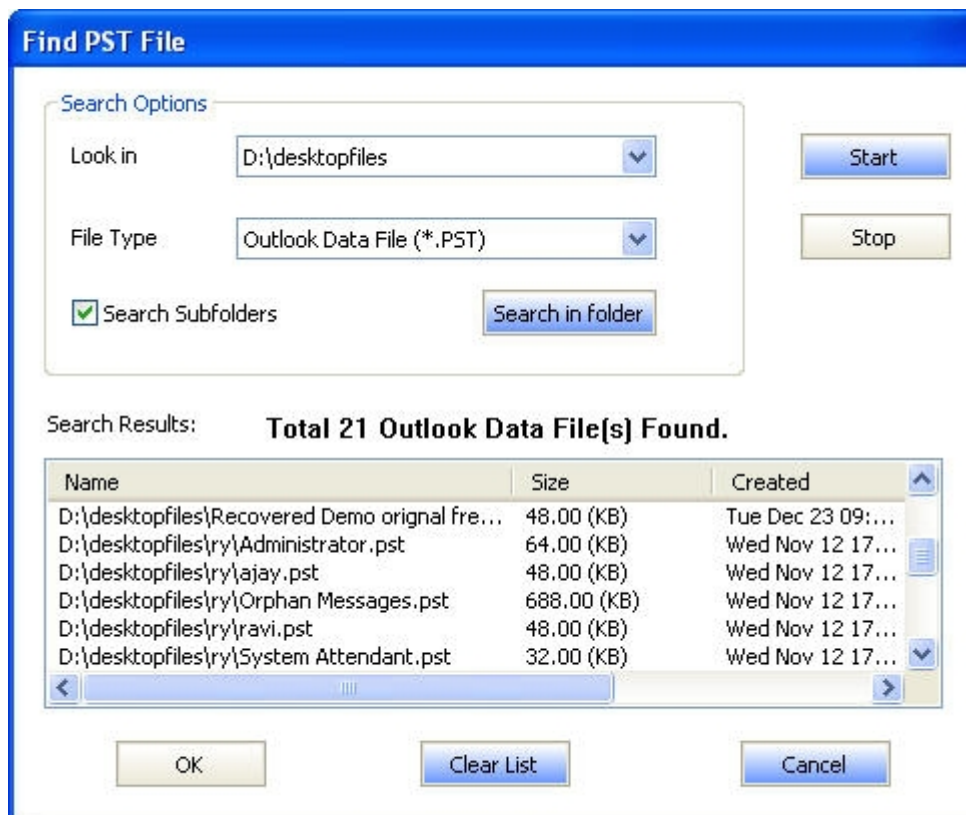 Find PST File
Search Options
Look in D:\desktopfiles Start
File Type Outlook Data File (*.PST) Stop
Search Subfolders Search in folder
Search Results: Total 21 Outlook Data File(s) Found.
Name Size Created
D:\desktopfiles\Recovered Demo orignal fre... 48.00 (KB) Tue Dec 23 09:...
D:\desktopfiles\ry\Administrator.pst 64.00 (KB) Wed Nov 12 17...
D:\desktopfiles\ry\ajay.pst 48.00 (KB) Wed Nov 12 17...
D:\desktopfiles\ry\Orphan Messages.pst 688.00 (KB) Wed Nov 12 17...
D:\desktopfiles\ry\ravi.pst 48.00 (KB) Wed Nov 12 17...
D:\desktopfiles\ry\System Attendant.pst 32.00 (KB) Wed Nov 12 17...
OK Clear List Cancel